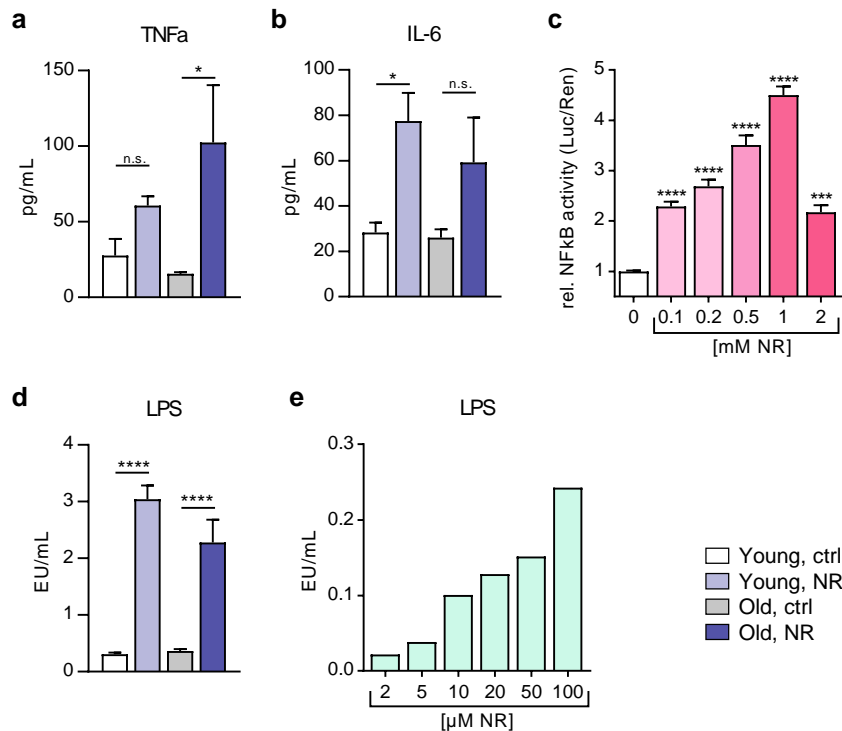 a
TNFa
pg/mL
150
100
50
0
n.s.
*
b
IL-6
pg/mL
100
80
60
40
20
0
*
n.s.
c
rel. NFkB activity (Luc/Ren)
5
4
3
2
1
****
****
****
****
***
0 0.1 0.2 0.5 1 2
[mM NR]
d
LPS
EU/mL
4
3
2
1
0
****
****
e
LPS
EU/mL
0.3
0.2
0.1
0.0
2 5 10 20 50 100
[µM NR]
Young, ctrl
Young, NR
Old, ctrl
Old, NR